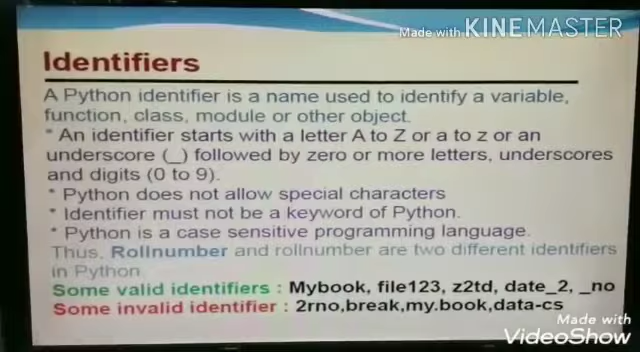 Made with KINEMASTER
Identifiers
A Python identifier is a name used to identify a variable,
function, class, module or other object.
* An identifier starts with a letter A to Z or a to z or an
underscore (_) followed by zero or more letters, underscores
and digits (0 to 9).
* Python does not allow special characters
* Identifier must not be a keyword of Python.
* Python is a case sensitive programming language.
Thus, Rollnumber and rollnumber are two different identifiers
in Python
Some valid identifiers : Mybook, file123, z2td, date_2, _no
Some invalid identifier : 2rno,break,my.book,data-cs
Made with
VideoShow